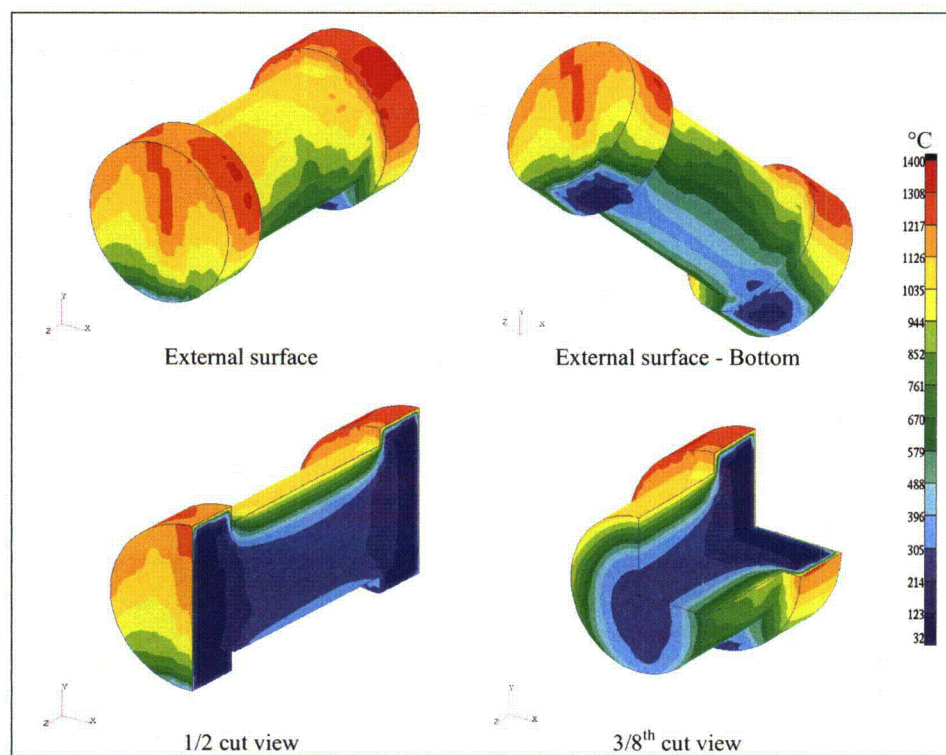 °C
1400
1308
1217
1126
1035
944
852
761
670
579
488
396
305
214
123
32
Y
Z X
External surface
Z Y X
External surface - Bottom
Y
Z X
1/2 cut view
Y
Z X
3/8th cut view